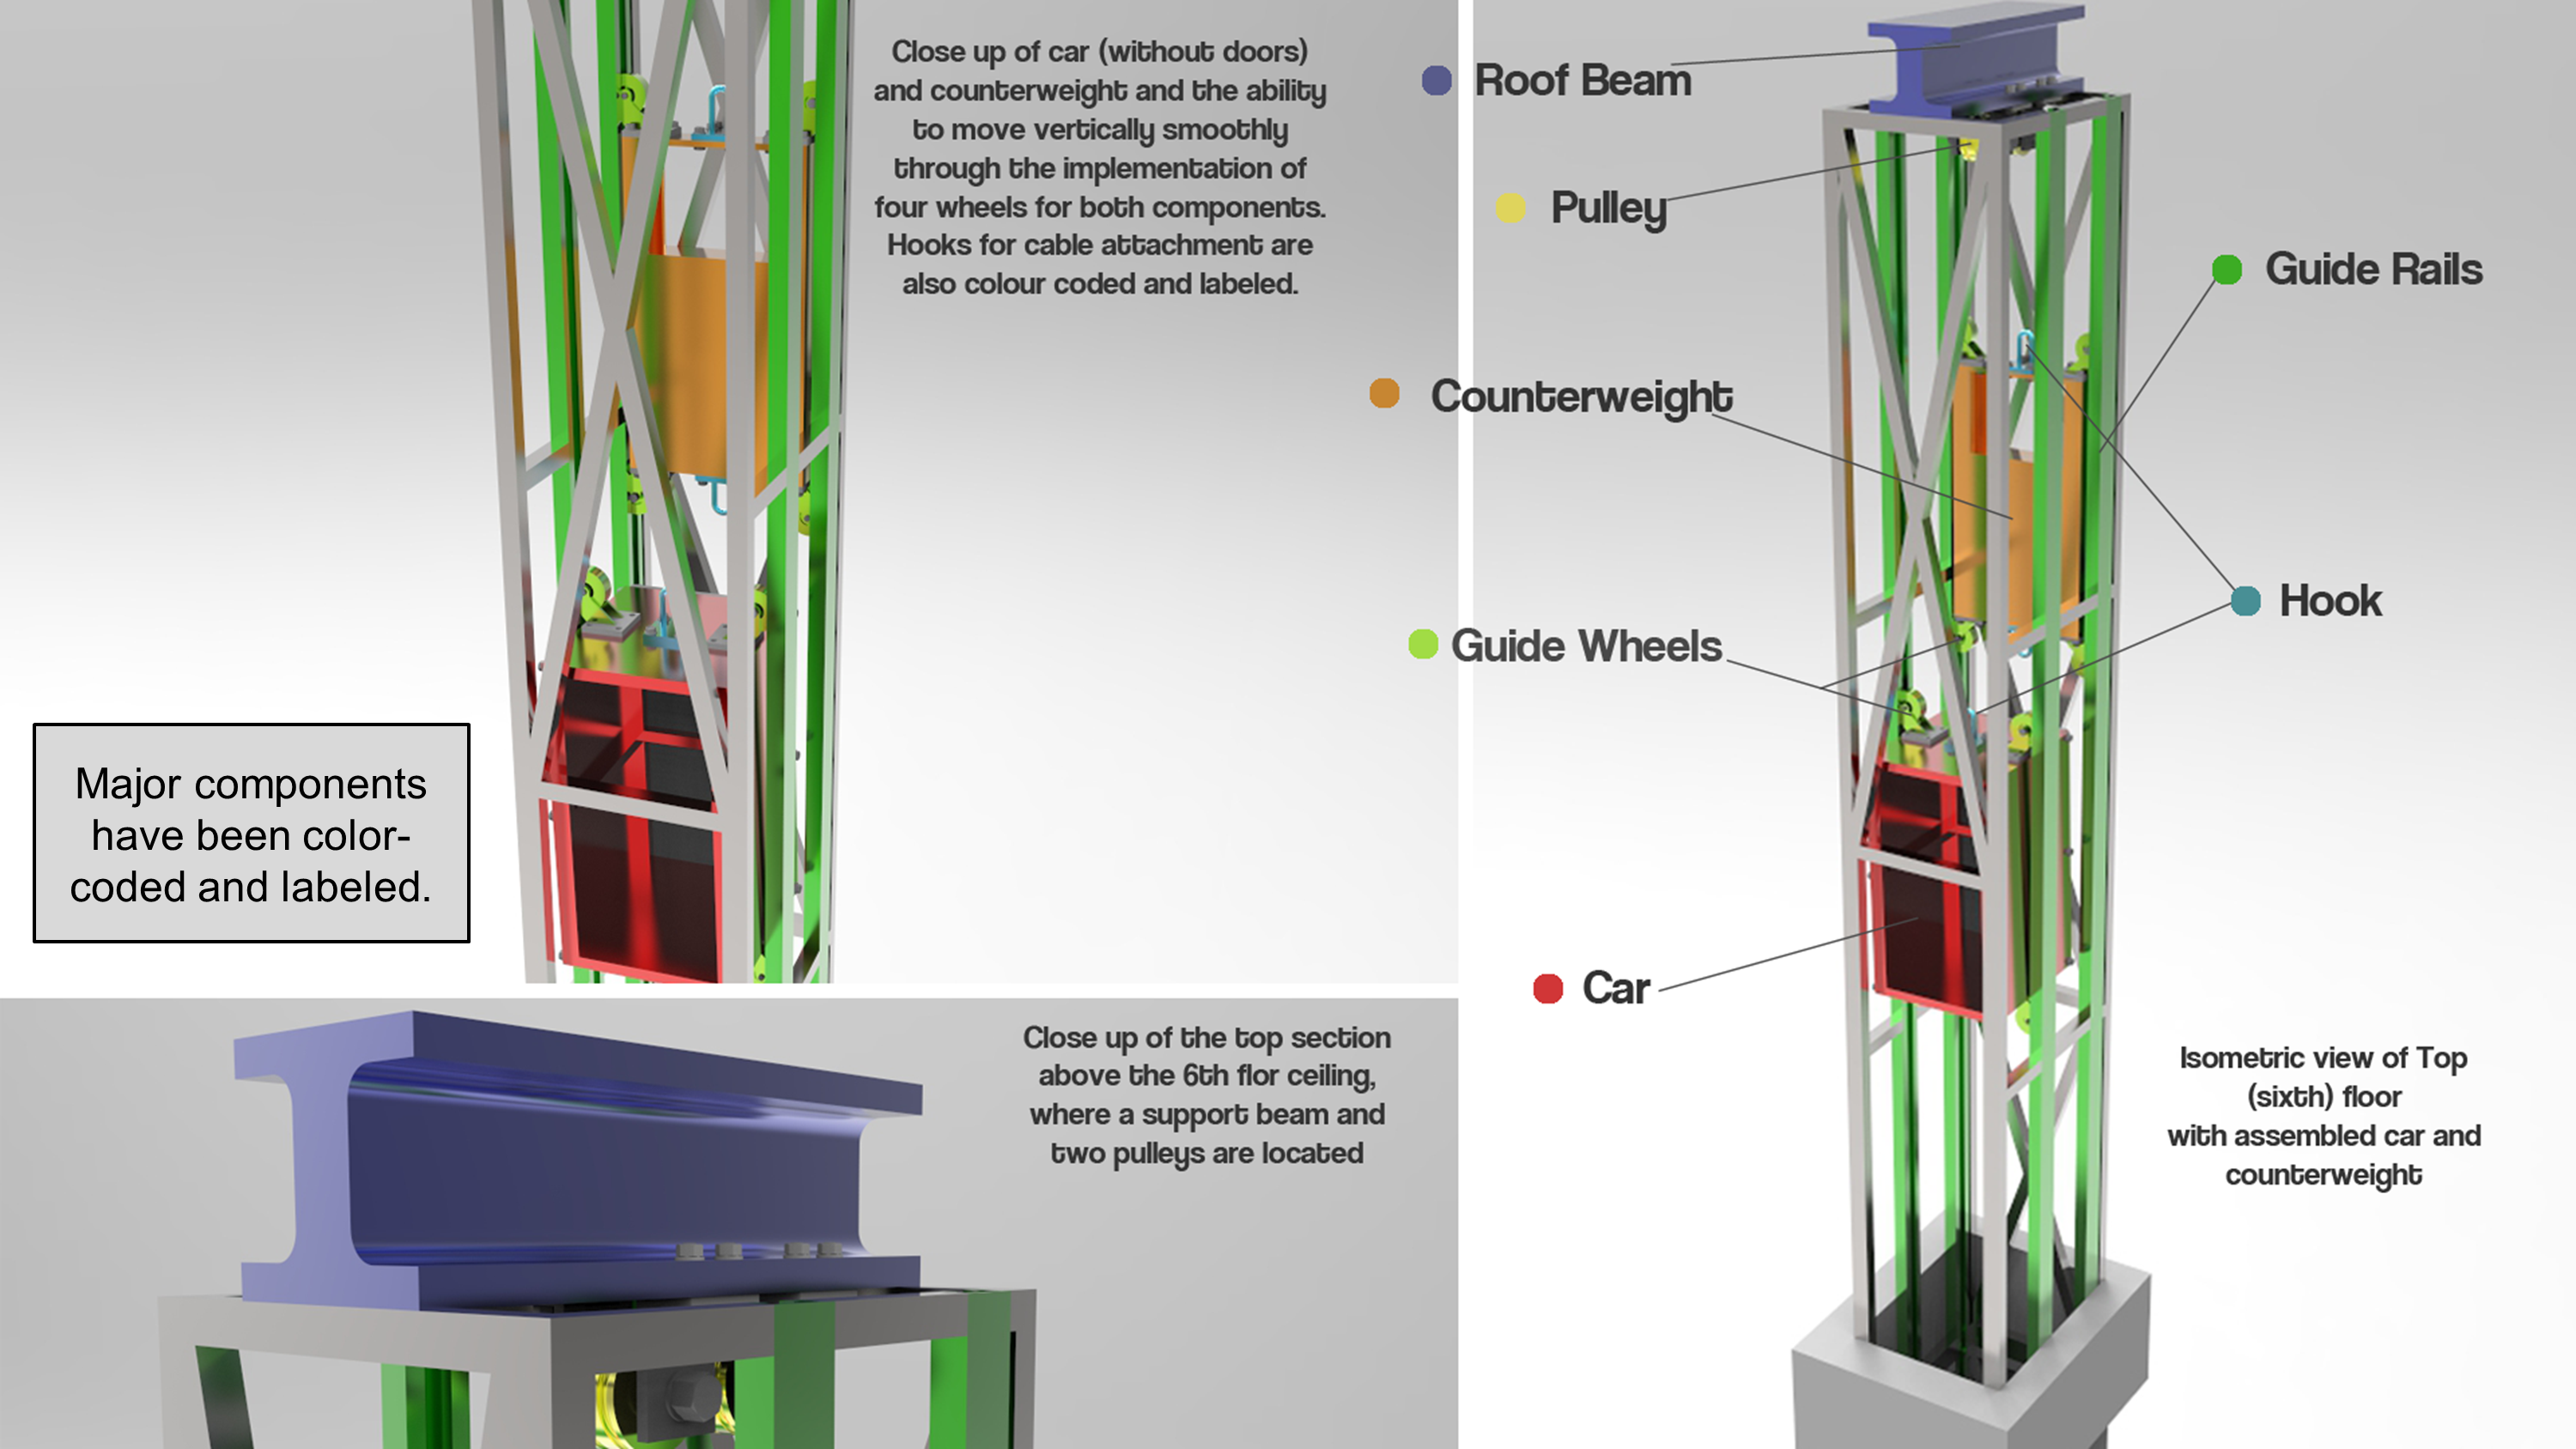 Close up of car (without doors)
and counterweight and the ability
to move vertically smoothly
through the implementation of
four wheels for both components.
Hooks for cable attachment are
also colour coded and labeled.
Major components
have been color-
coded and labeled.
Close up of the top section
above the 6th flor ceiling,
where a support beam and
two pulleys are located
Roof Beam
Pulley
Guide Rails
Counterweight
Hook
Guide Wheels
Car
Isometric view of Top
(sixth) floor
with assembled car and
counterweight